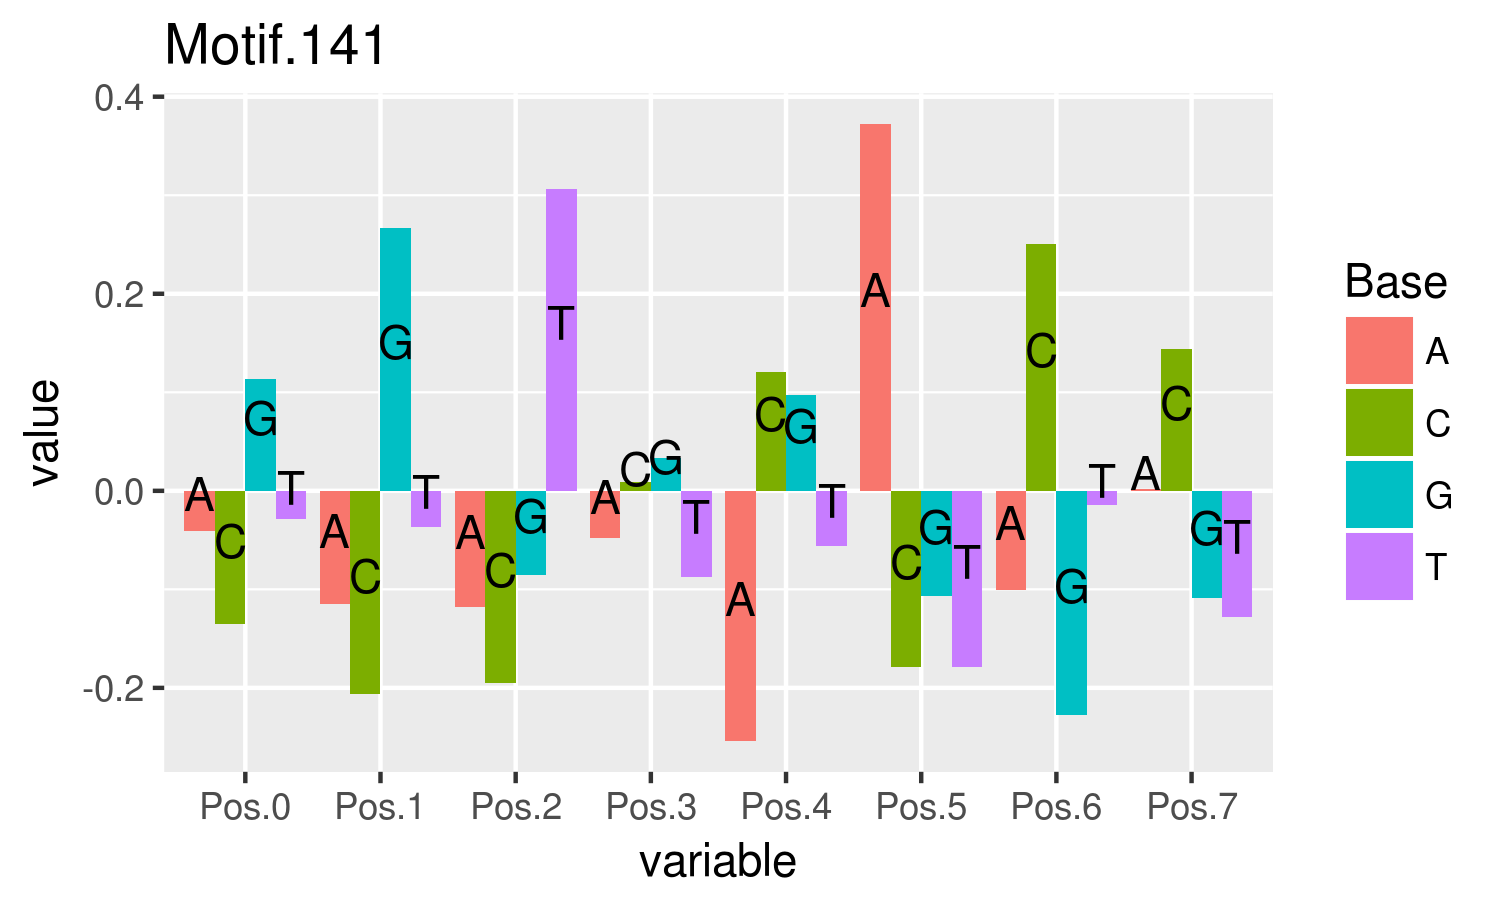 Motif.141
0.4
0.2
0.0
-0.2
value
A C G T A C G T A C G T A C G T A C G T A C G T A C G T A C G T
Pos.0 Pos.1 Pos.2 Pos.3 Pos.4 Pos.5 Pos.6 Pos.7
variable
Base
A
C
G
T